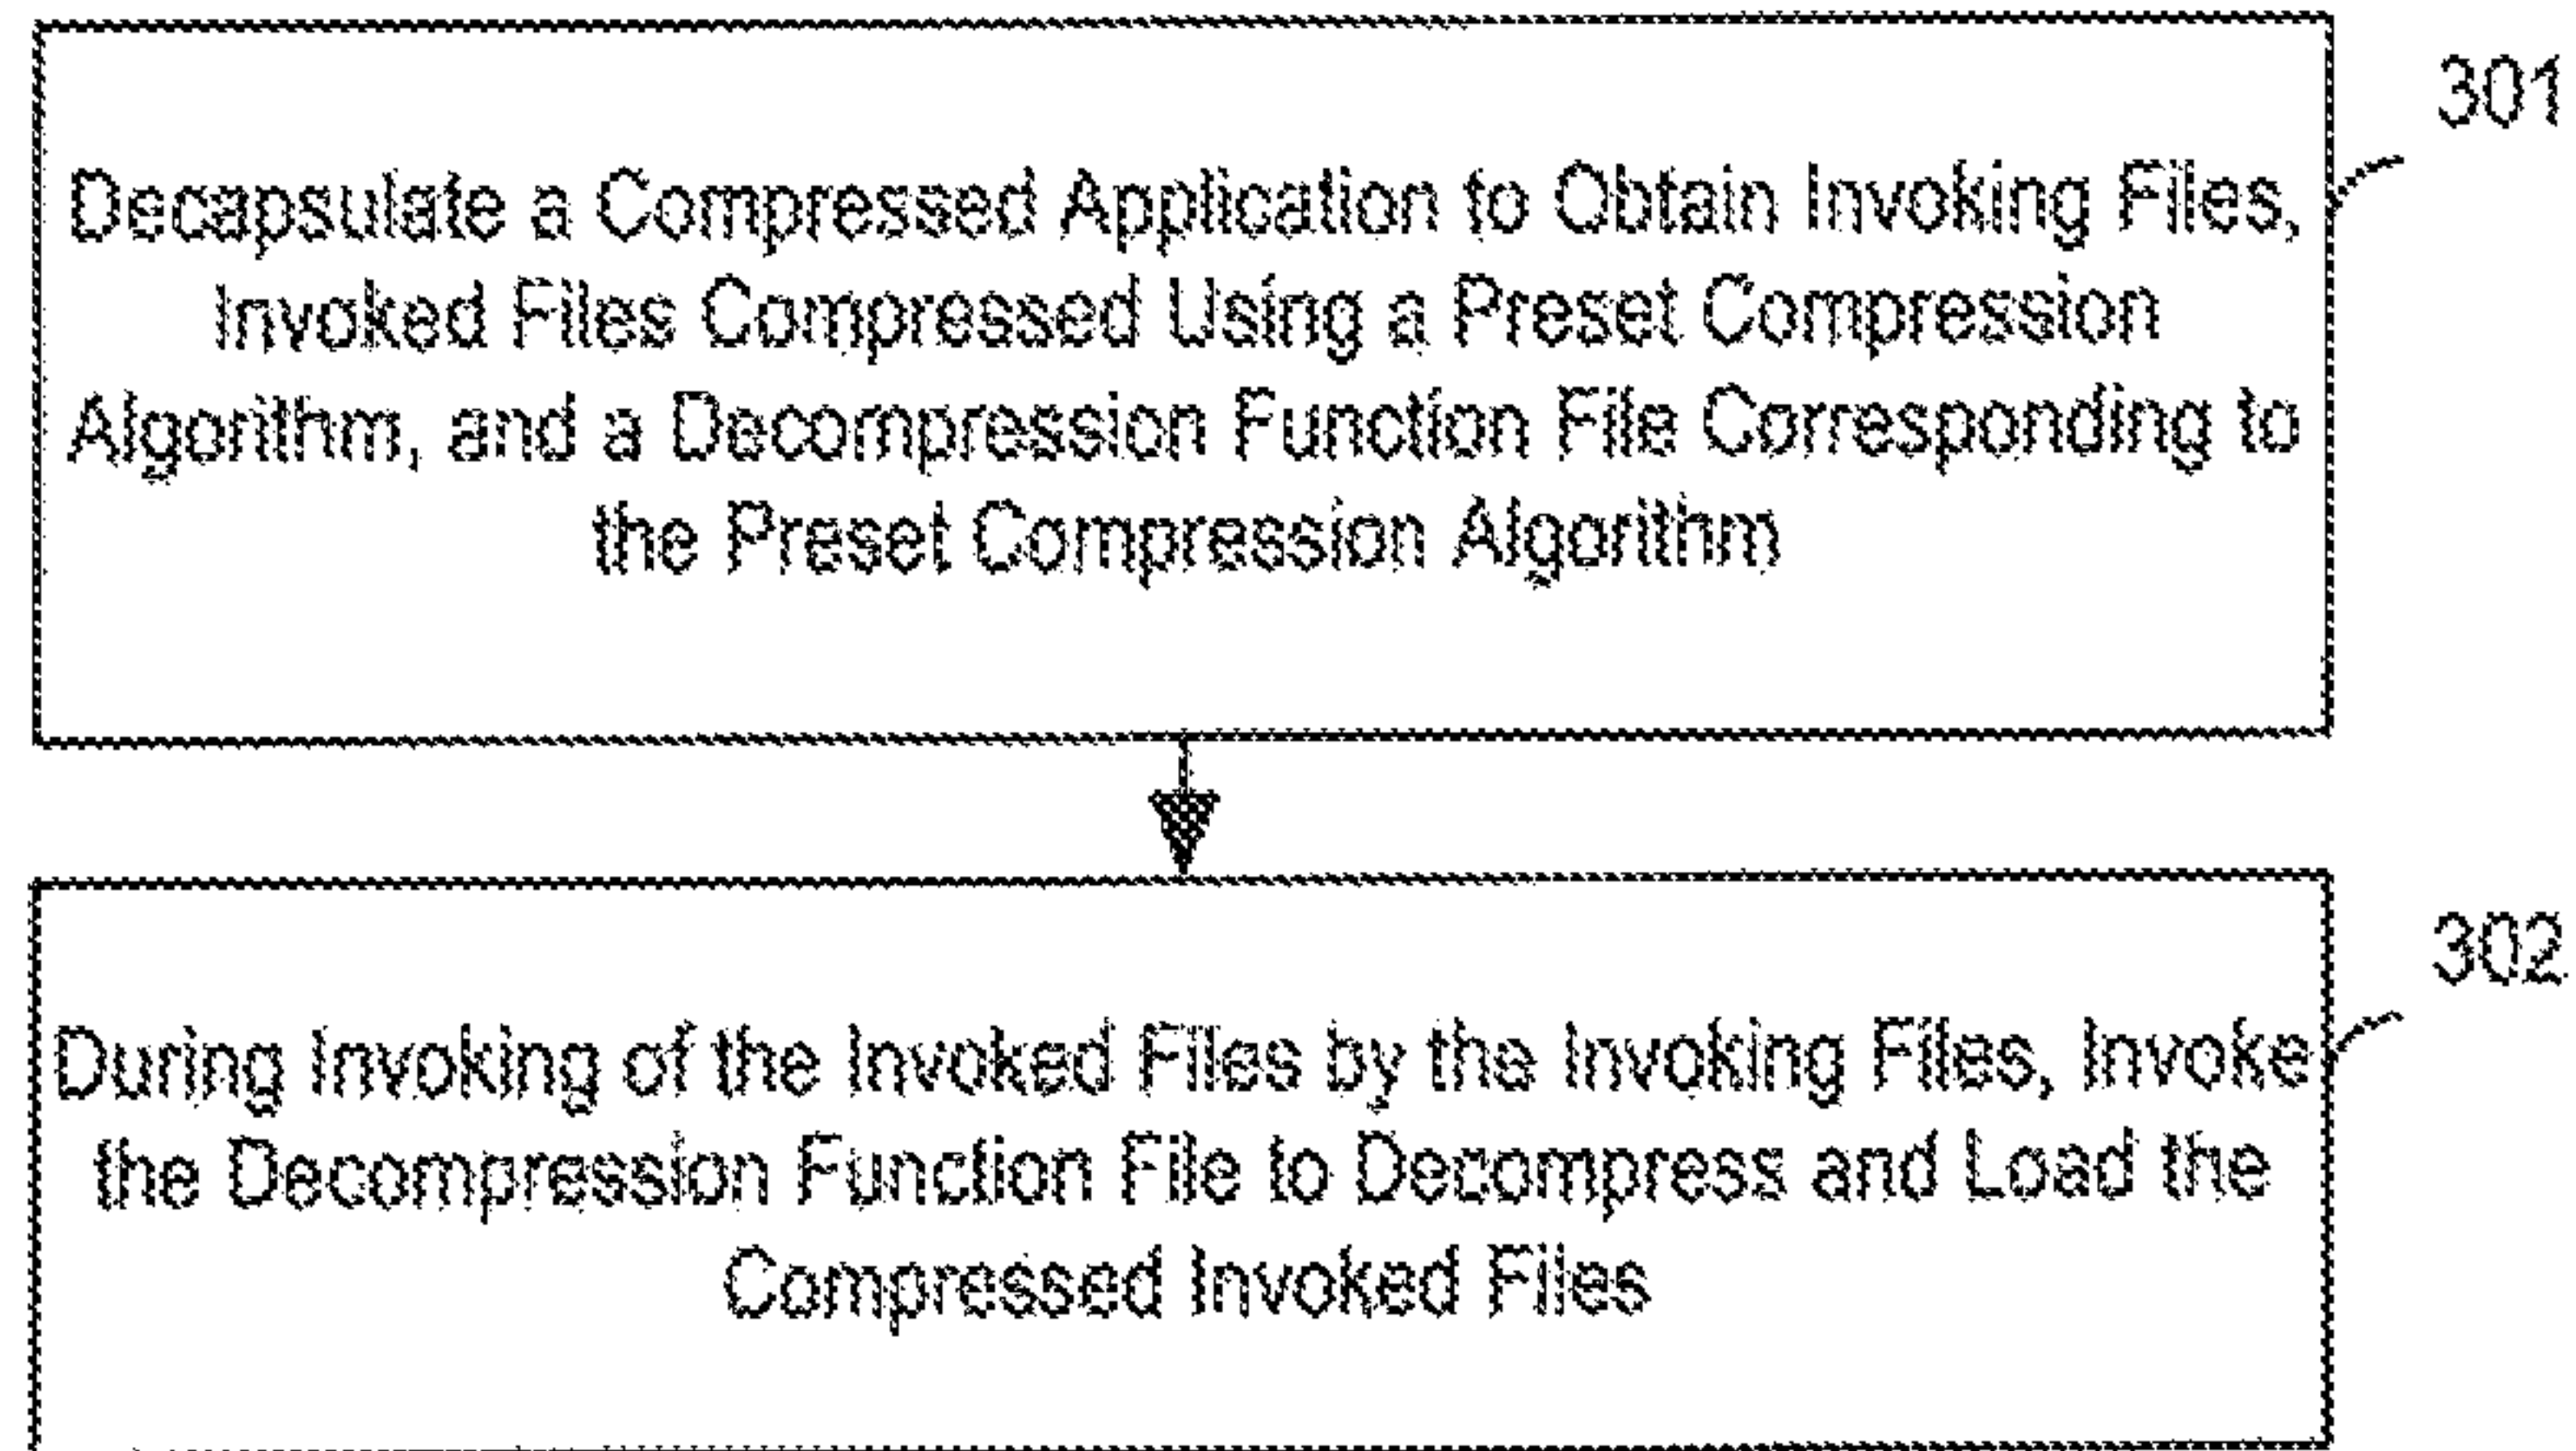 301
Decapsulate a Compressed Application to Obtain Invoking Files,
Invoked Files Compressed Using a Preset Compression
Algorithm, and a Decompression Function File Corresponding to
the Preset Compression Algorithm
302
During Invoking of the Invoked Files by the Invoking Files, Invoke
the Decompression Function File to Decompress and Load the
Compressed Invoked Files